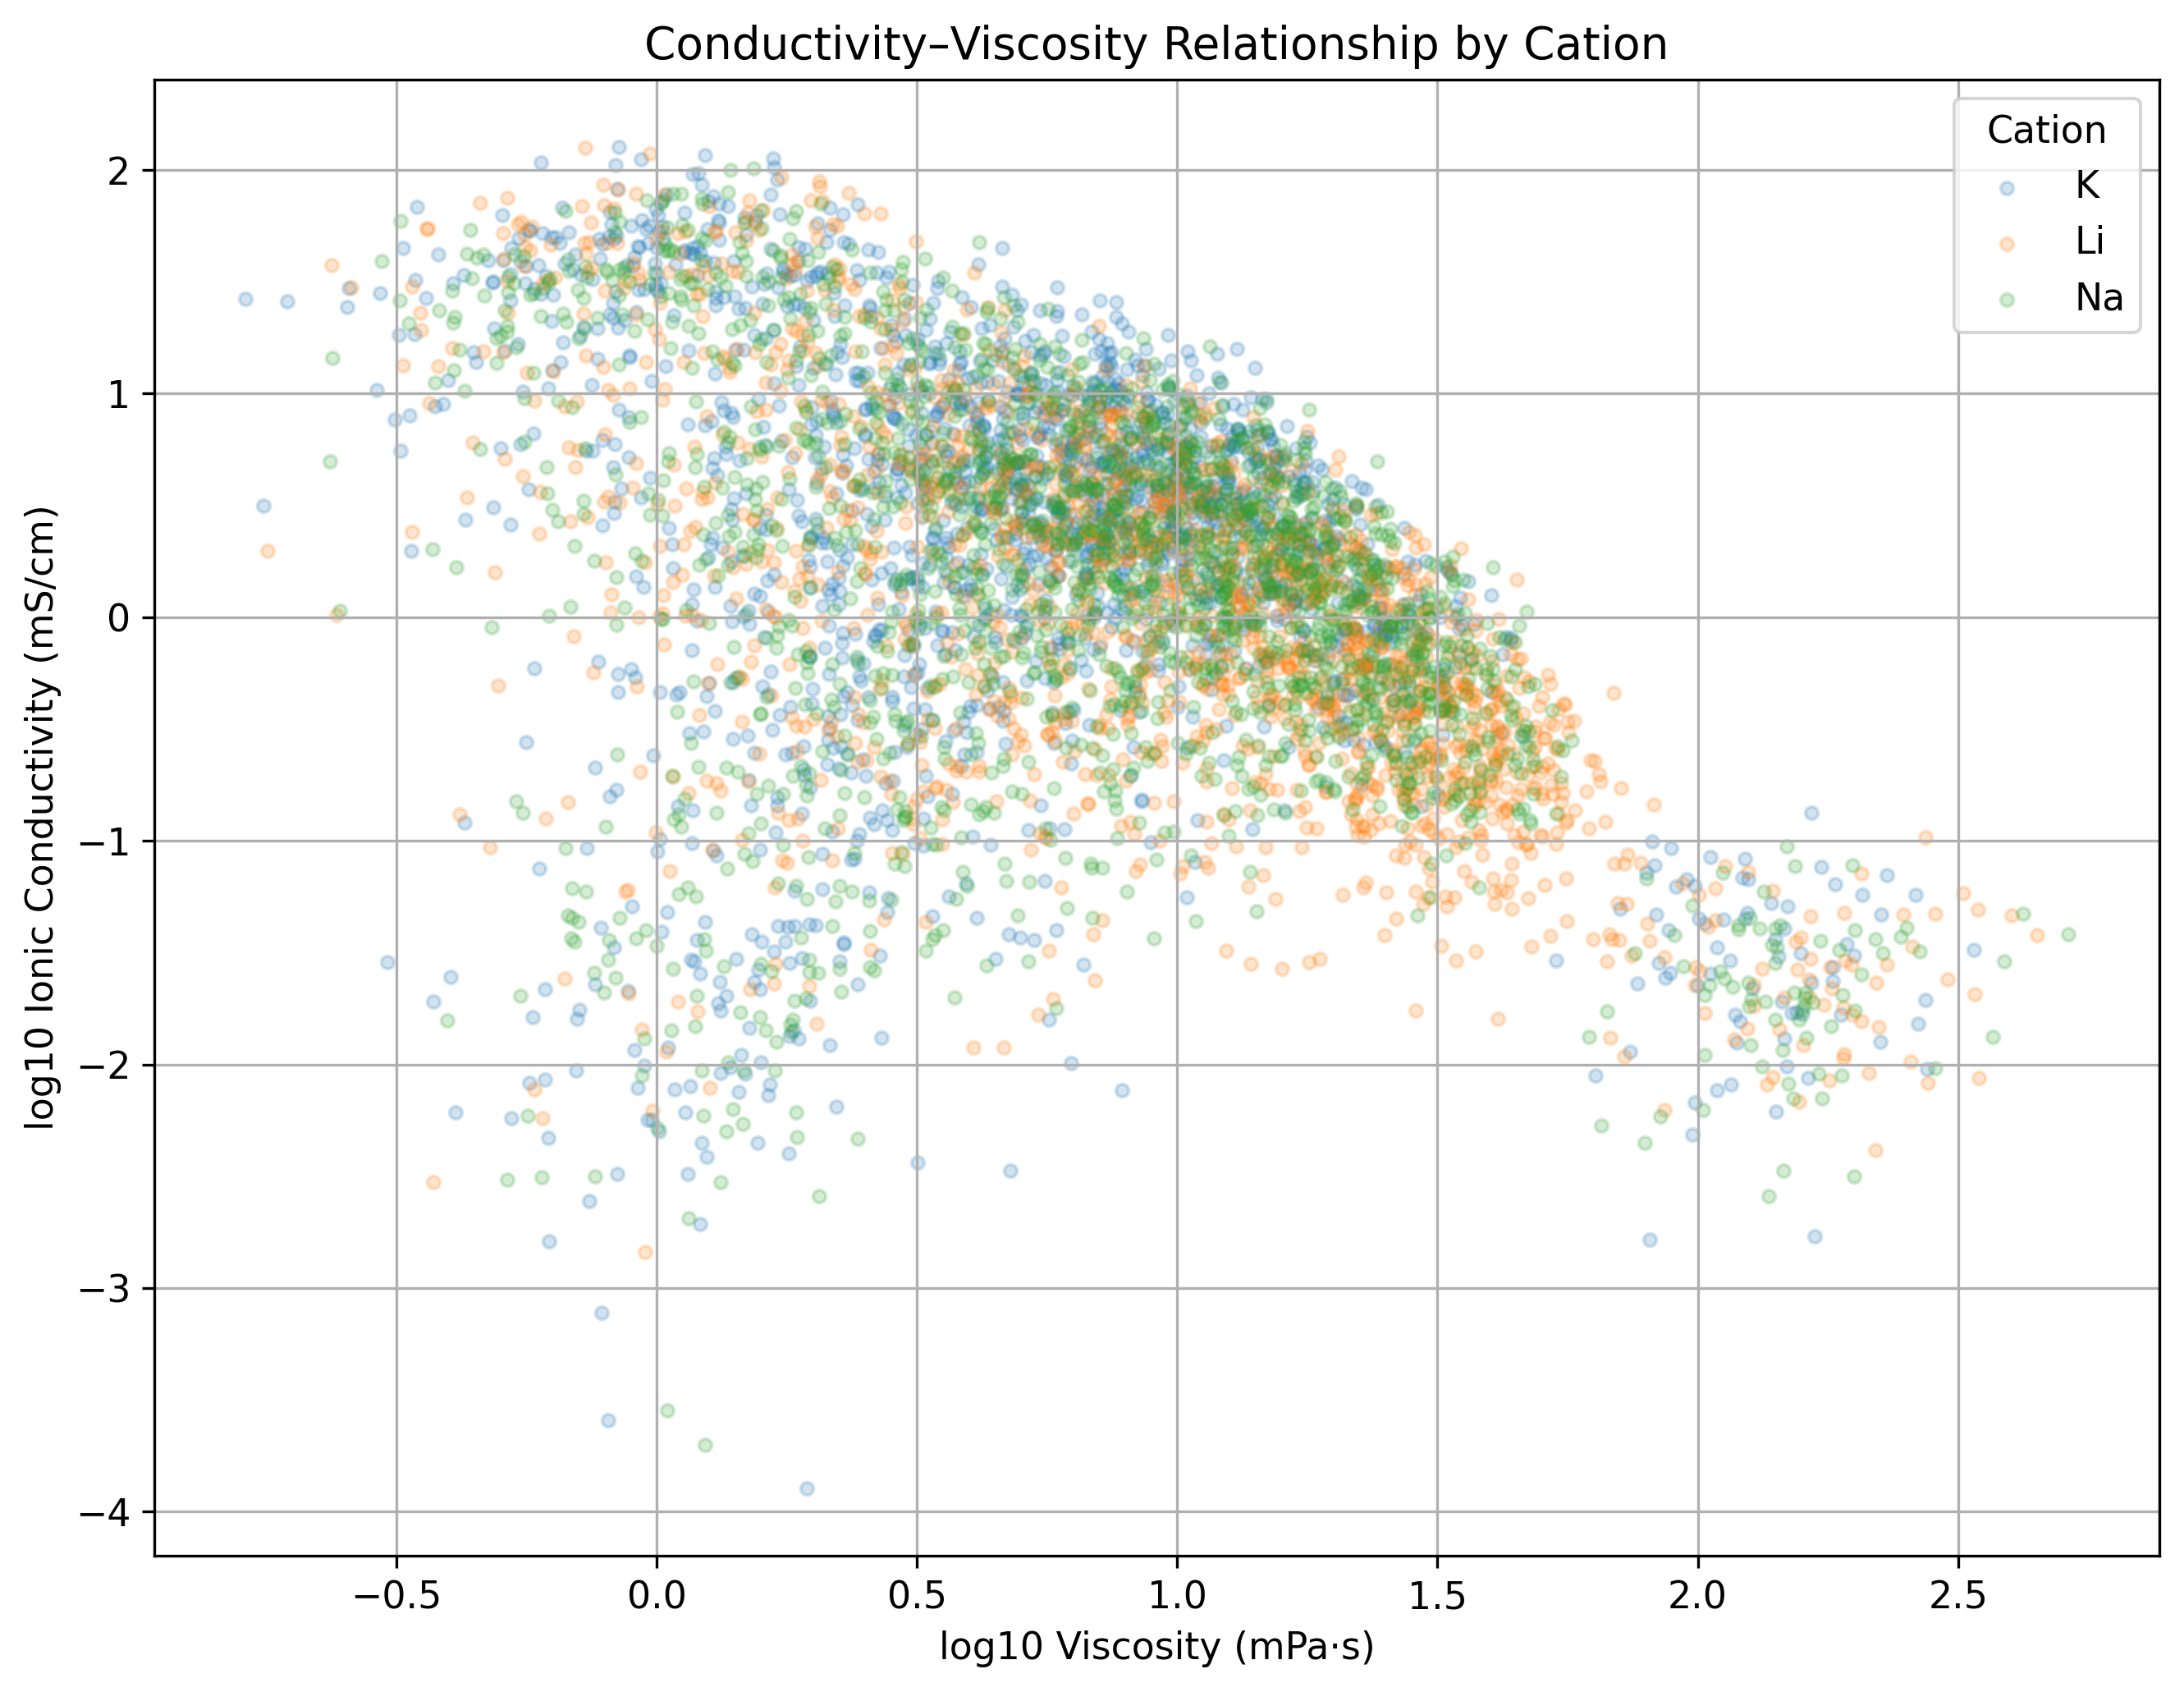 Conductivity–Viscosity Relationship by Cation
Cation
K
Li
Na
log10 Ionic Conductivity (mS/cm)
2
1
0
−1
−2
−3
−4
−0.5 0.0 0.5 1.0 1.5 2.0 2.5
log10 Viscosity (mPa·s)